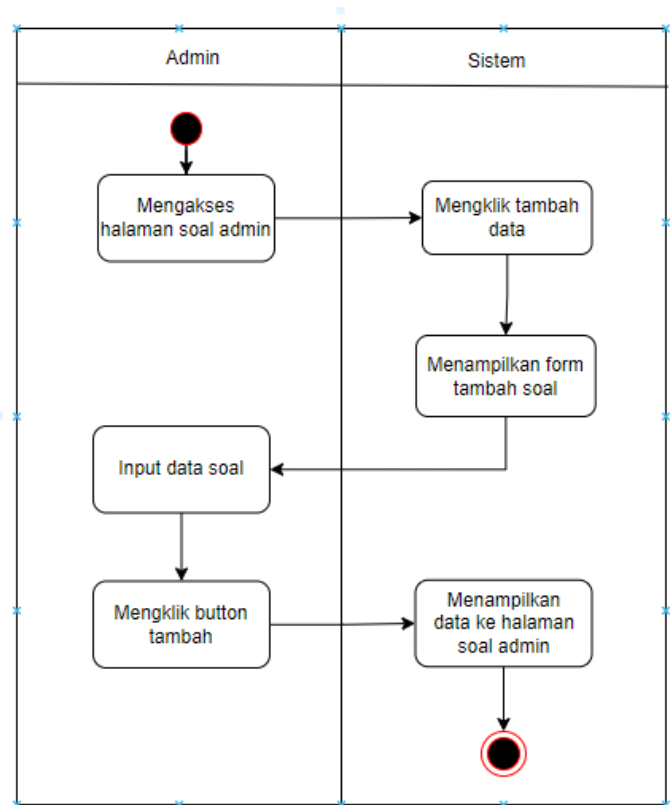 Admin
Sistem
Mengakses
halaman soal admin
Mengklik tambah
data
Menampilkan form
tambah soal
Input data soal
Mengklik button
tambah
Menampilkan
data ke halaman
soal admin